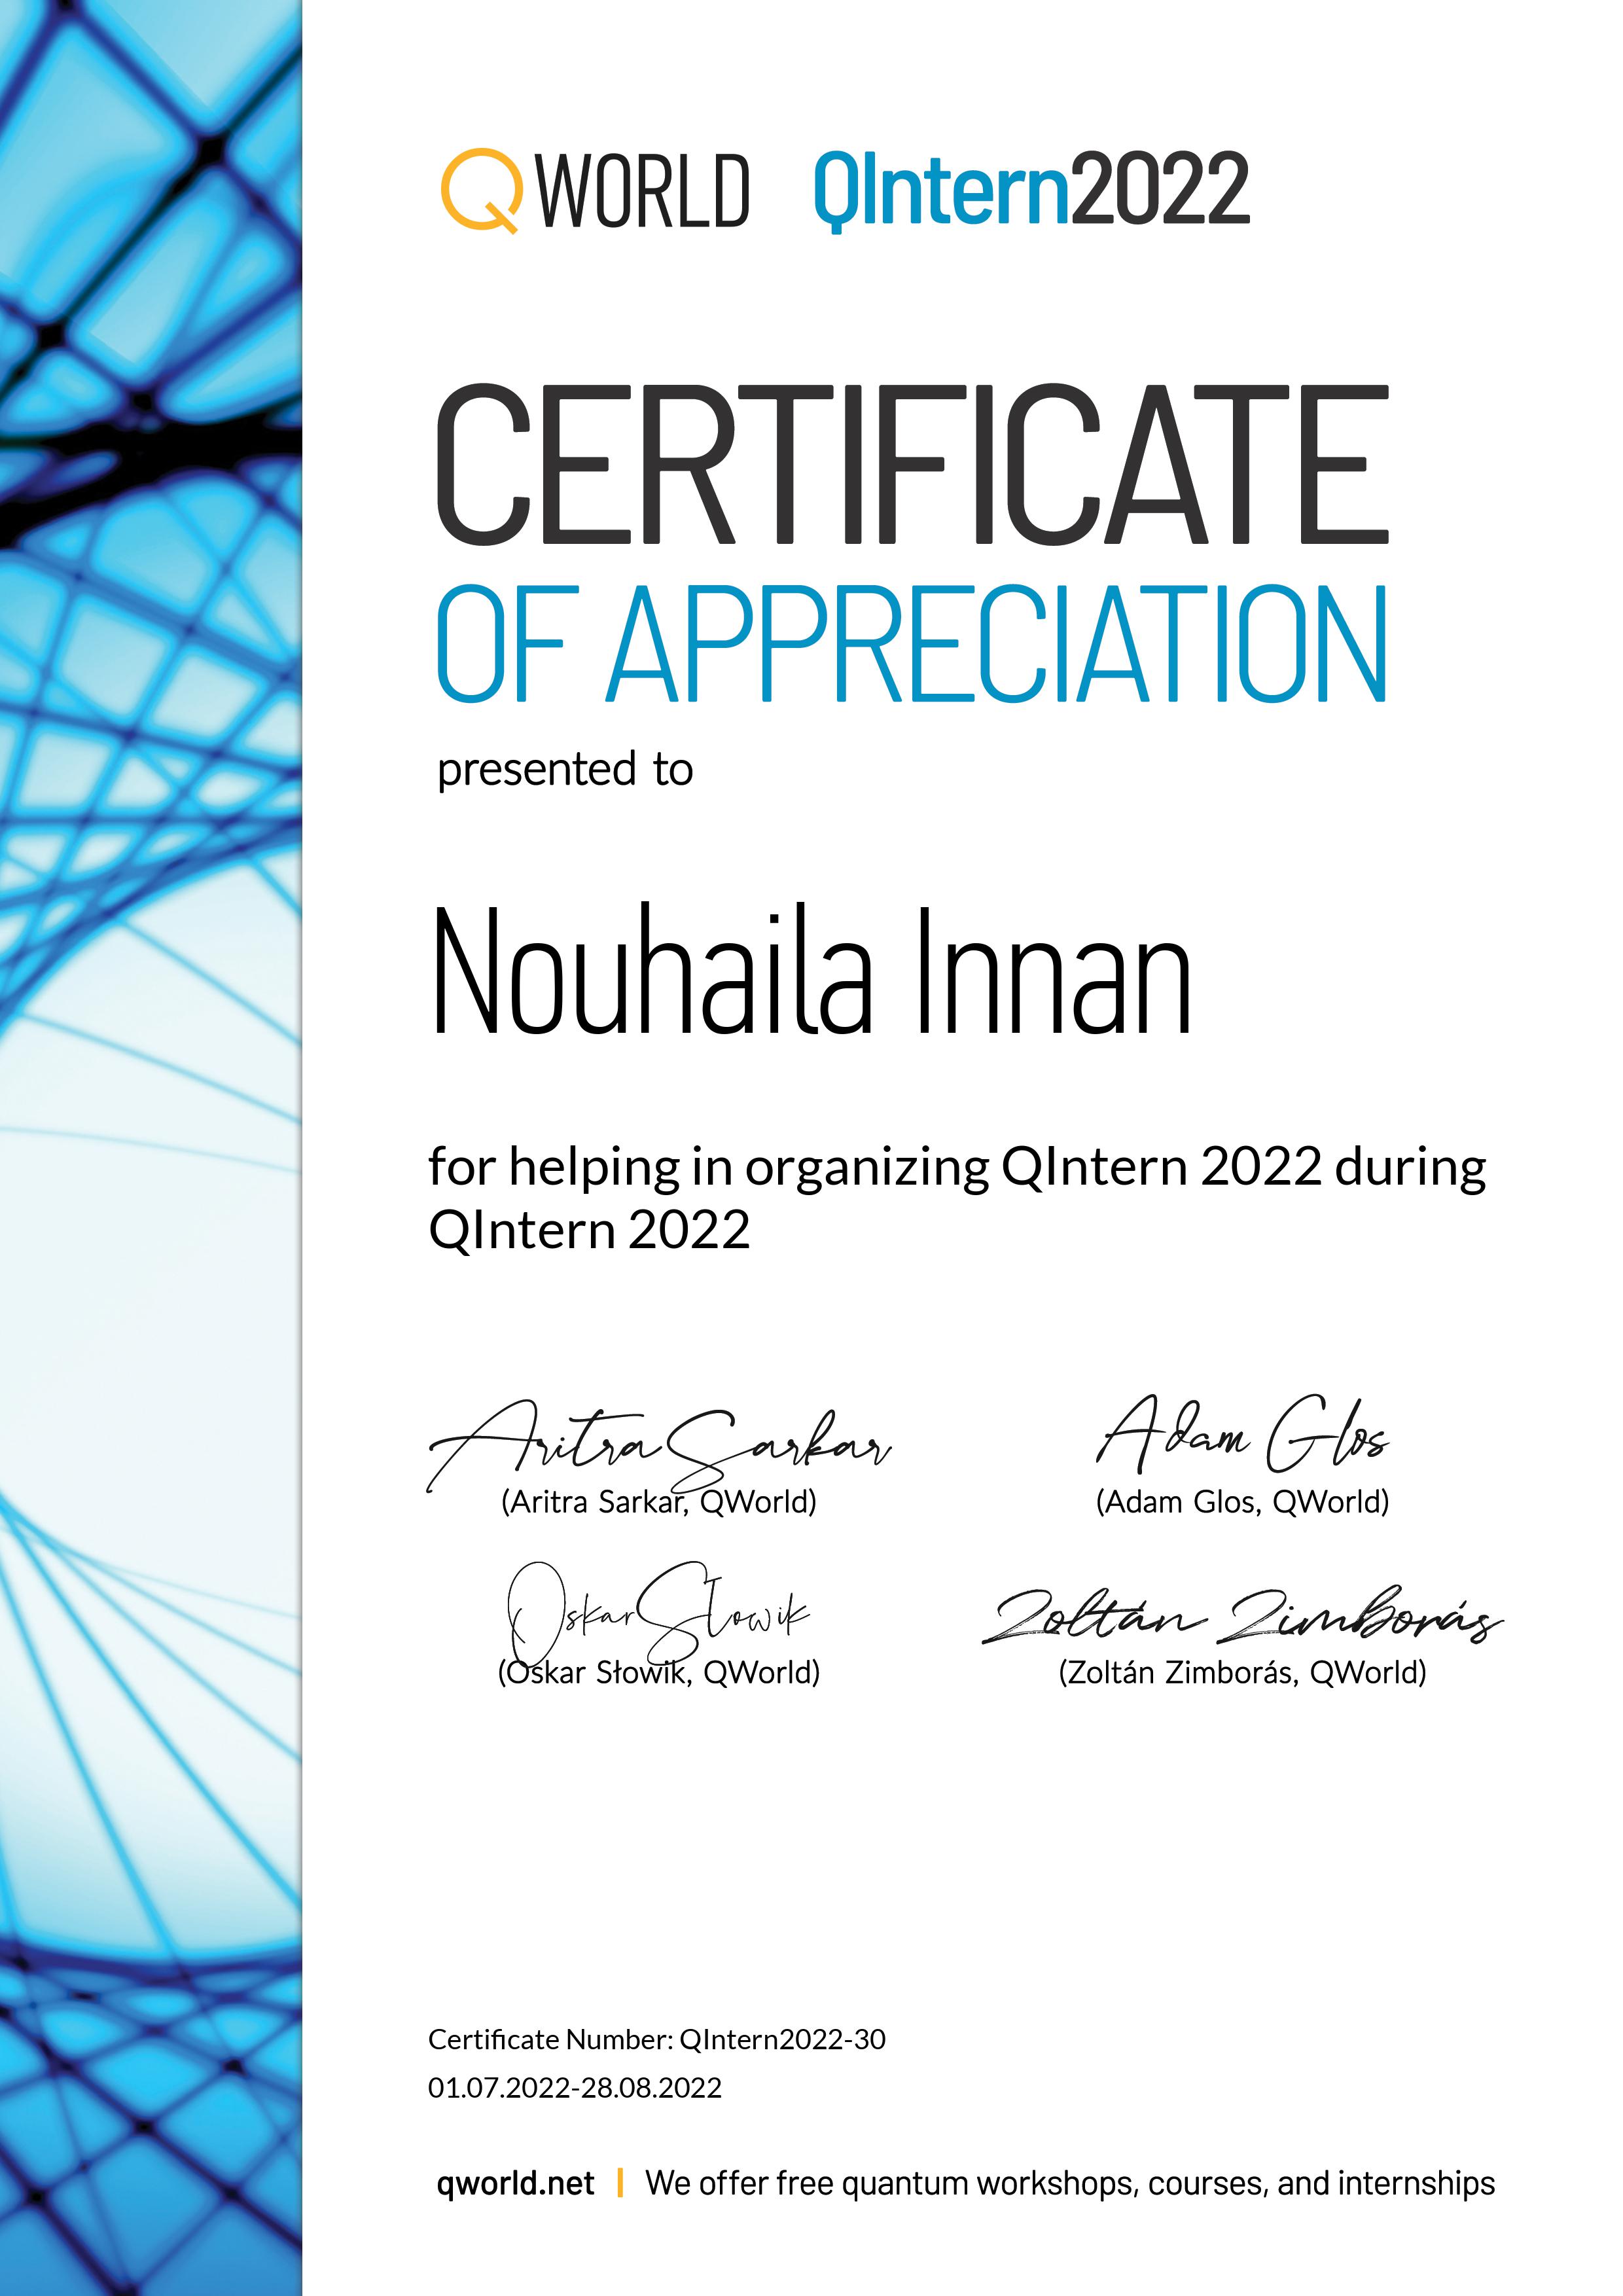 QWORLD QIntern2022
CERTIFICATE
OF APPRECIATION
presented to
Nouhaila Innan
for helping in organizing QIntern 2022 during
QIntern 2022
Aritra Sarkar Adam Glos
(Aritra Sarkar, QWorld) (Adam Glos, QWorld)
Oskar Słowik Zoltán Zimborás
(Oskar Słowik, QWorld) (Zoltán Zimborás, QWorld)
Certificate Number: QIntern2022-30
01.07.2022-28.08.2022
qworld.net | We offer free quantum workshops, courses, and internships